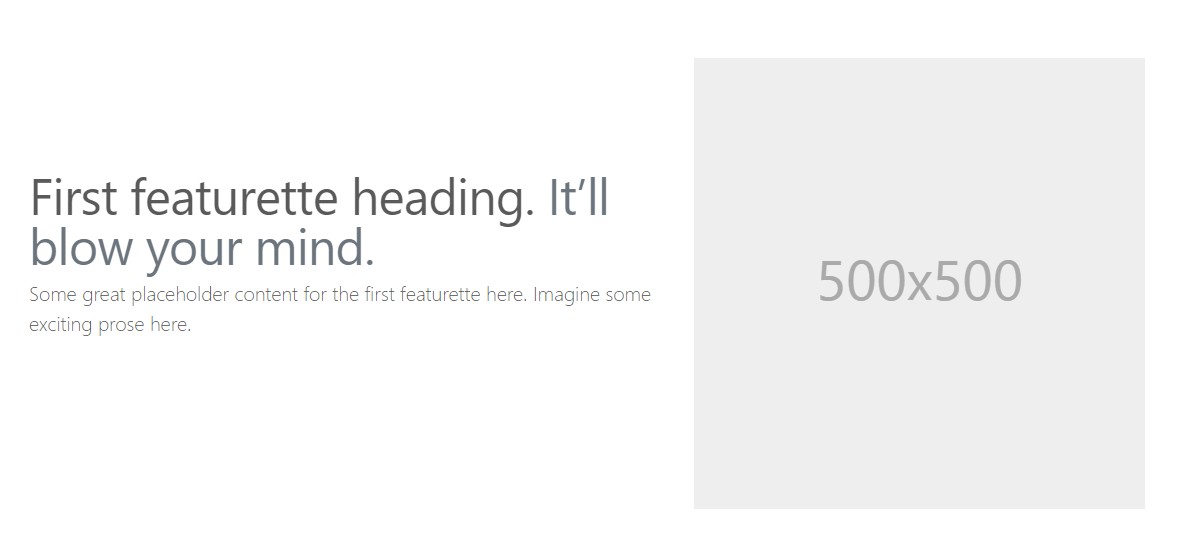 First featurette heading. It’ll
blow your mind.
Some great placeholder content for the first featurette here. Imagine some
exciting prose here.
500x500